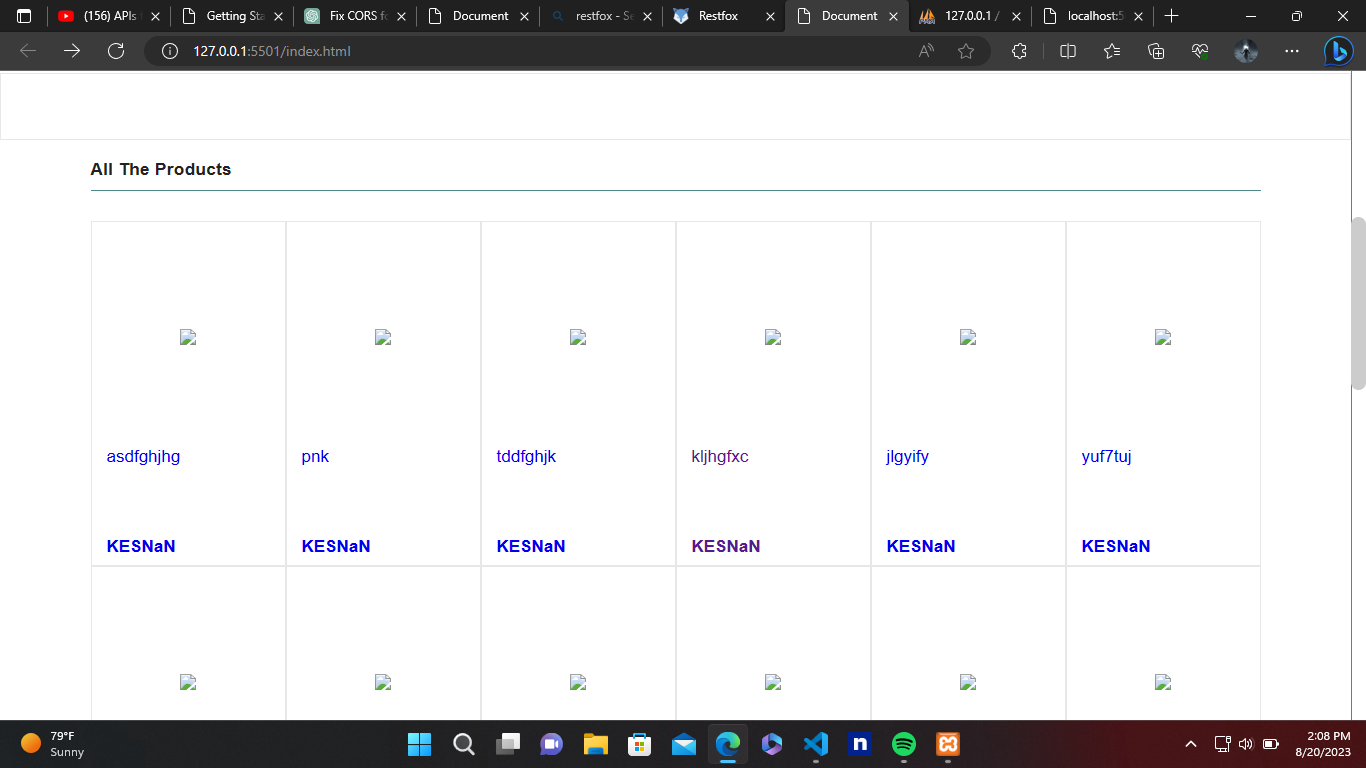 (156) APIs
Getting Sta
Fix CORS fo
Document
restfox - Se
Restfox
Document
127.0.0.1 /
localhost:5
127.0.0.1:5501/index.html
All The Products
asdfghjhg
pnk
tddfghjk
kljhgfxc
jlgyify
yuf7tuj
KESNaN
KESNaN
KESNaN
KESNaN
KESNaN
KESNaN
79°F
Sunny
2:08 PM
8/20/2023